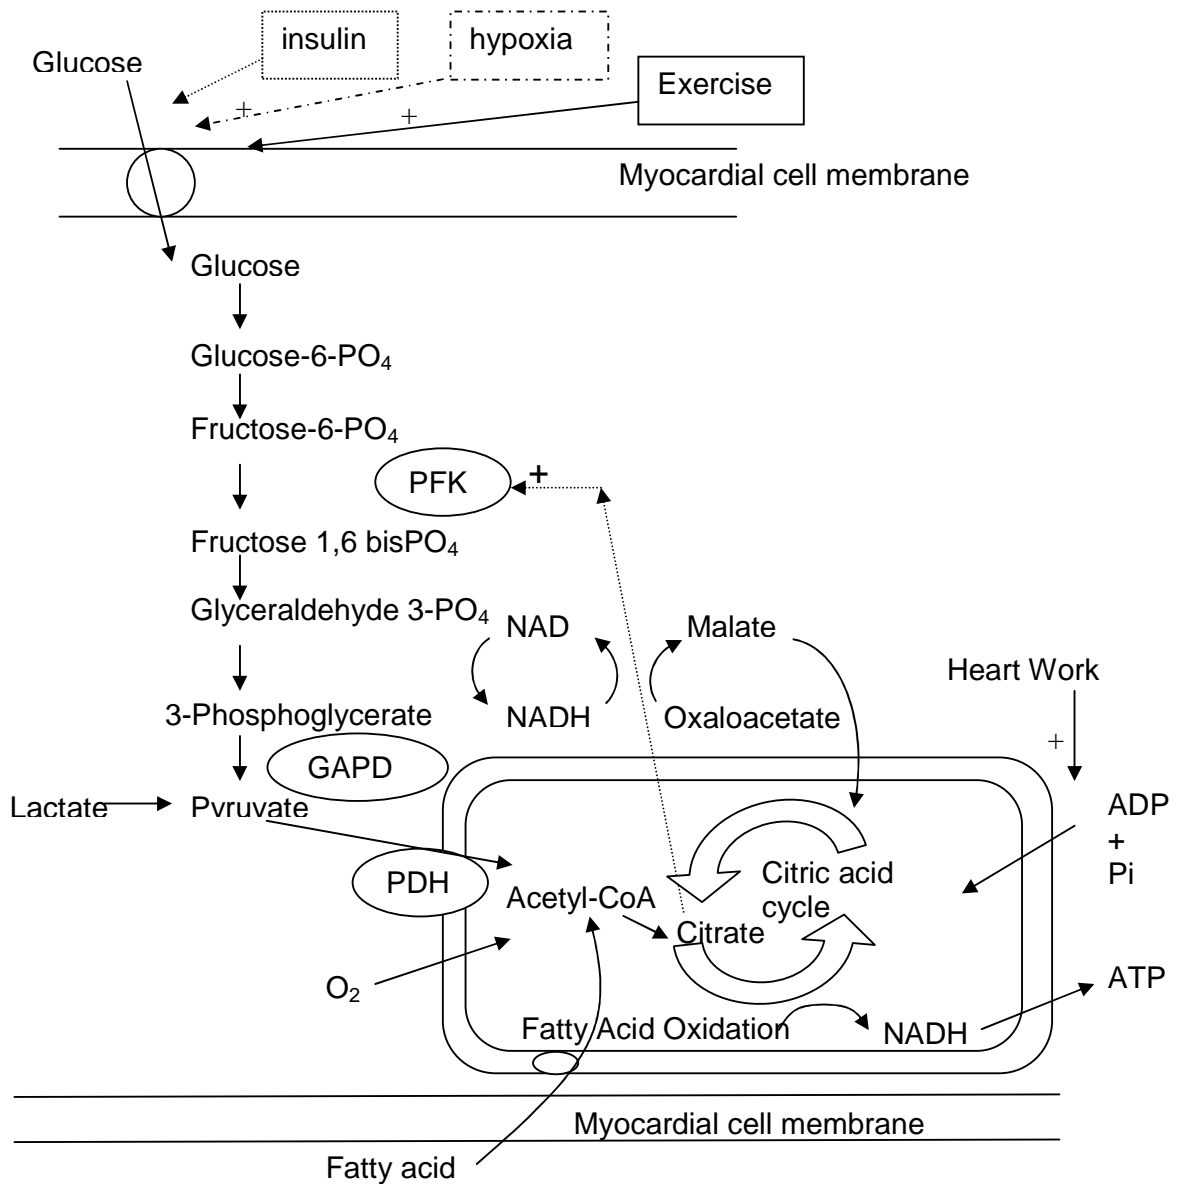 insulin
hypoxia
Glucose
Exercise
+
+
Myocardial cell membrane
Glucose
Glucose-6-PO₄
Fructose-6-PO₄
PFK
+
Fructose 1,6 bisPO₄
Glyceraldehyde 3-PO₄
NAD
Malate
Heart Work
3-Phosphoglycerate
NADH
Oxaloacetate
+
GAPD
Lactate
Pyruvate
ADP
+
Pi
PDH
Acetyl-CoA
Citric acid
cycle
Citrate
O₂
ATP
Fatty Acid Oxidation
NADH
Myocardial cell membrane
Fatty acid